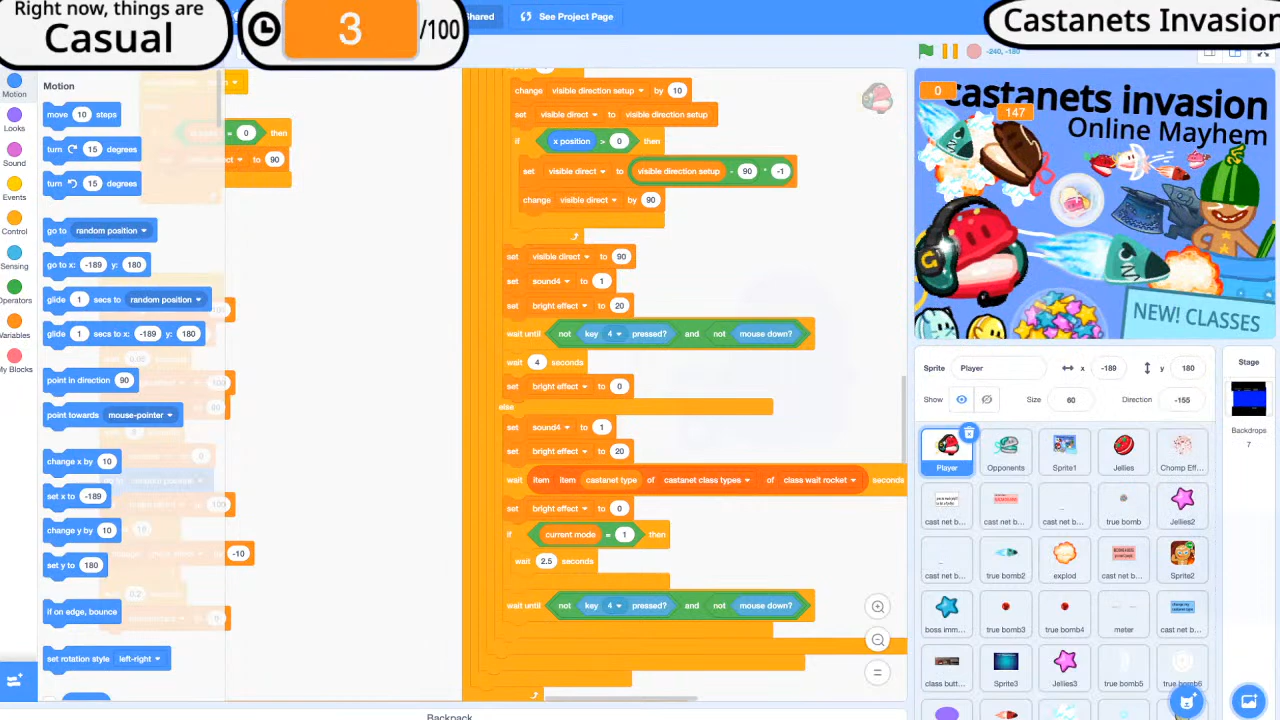 Right now, things are
Casual
3
/100
Shared
See Project Page
Castanets Invasion
-240, -189
Motion
Looks
Sound
Events
Control
Sensing
Operators
Variables
My Blocks
Motion
move 10 steps
turn 15 degrees
turn 15 degrees
go to random position
go to x: -189 y: 180
glide 1 secs to random position
glide 1 secs to x: -189 y: 180
point in direction 90
point towards mouse-pointer
change x by 10
set x to -189
change y by 10
set y to 180
if on edge, bounce
set rotation style left-right
= 0 then
to 90
-10
change visible direction setup by 10
set visible direct to visible direction setup
if x position > 0 then
set visible direct to visible direction setup - 90 * -1
change visible direct by 90
set visible direct to 90
set sound4 to 1
set bright effect to 20
wait until not key 4 pressed? and not mouse down?
wait 4 seconds
set bright effect to 0
else
set sound4 to 1
set bright effect to 20
wait item item castanet type of castanet class types of class wait rocket seconds
set bright effect to 0
if current mode = 1 then
wait 2.5 seconds
wait until not key 4 pressed? and not mouse down?
Backpack
0
147
castanets invasion
Online Mayhem
NEW! CLASSES
Sprite Player x -189 y 180
Show Size 60 Direction -155
Stage
Backdrops
7
Player Opponents Sprite1 Jellies Chomp Eff...
cast net b... cast net b... cast net b... true bomb Jellies2
cast net b... true bomb2 explod cast net b... Sprite2
boss imm... true bomb3 true bomb4 meter cast net b...
class butt... Sprite3 Jellies3 true bomb5 true bomb6